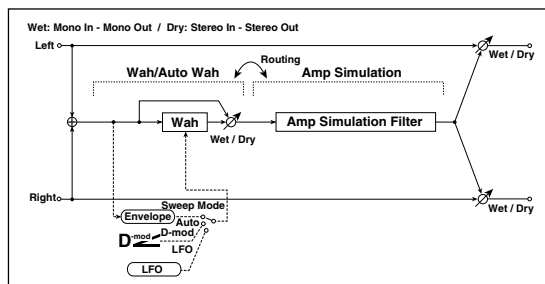 Wet: Mono In - Mono Out / Dry: Stereo In - Stereo Out
Left
Wet / Dry
Routing
Wah/Auto Wah
Amp Simulation
Wah
Wet / Dry
Amp Simulation Filter
Right
Wet / Dry
Sweep Mode
Envelope
Auto
D-mod
D-mod
LFO
LFO